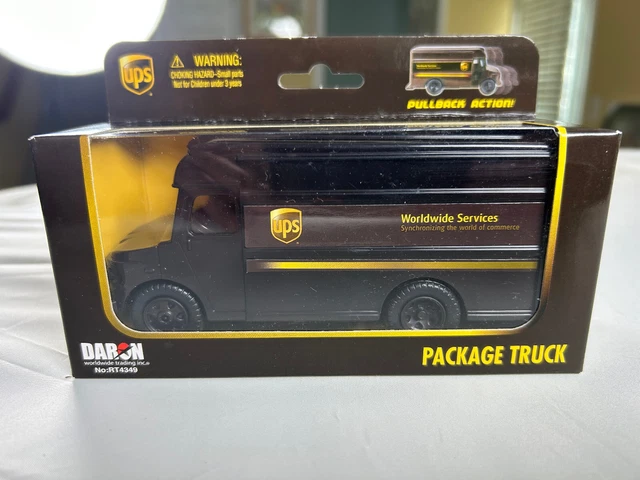 ups
WARNING:
CHOKING HAZARD-Small parts
Not for Children under 3 years
PULLBACK ACTION!
ups
Worldwide Services
Synchronizing the world of commerce
DARON
worldwide trading inc.
No:RT4349
PACKAGE TRUCK